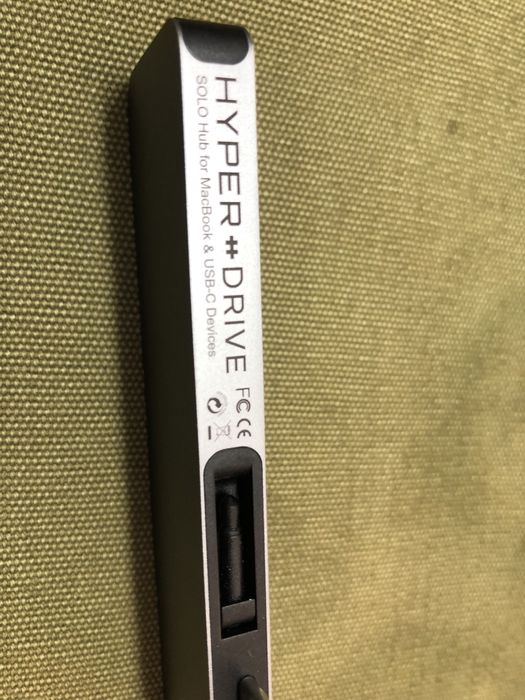 HYPER DRIVE
SOLO Hub for MacBook & USB-C Devices
FC CE